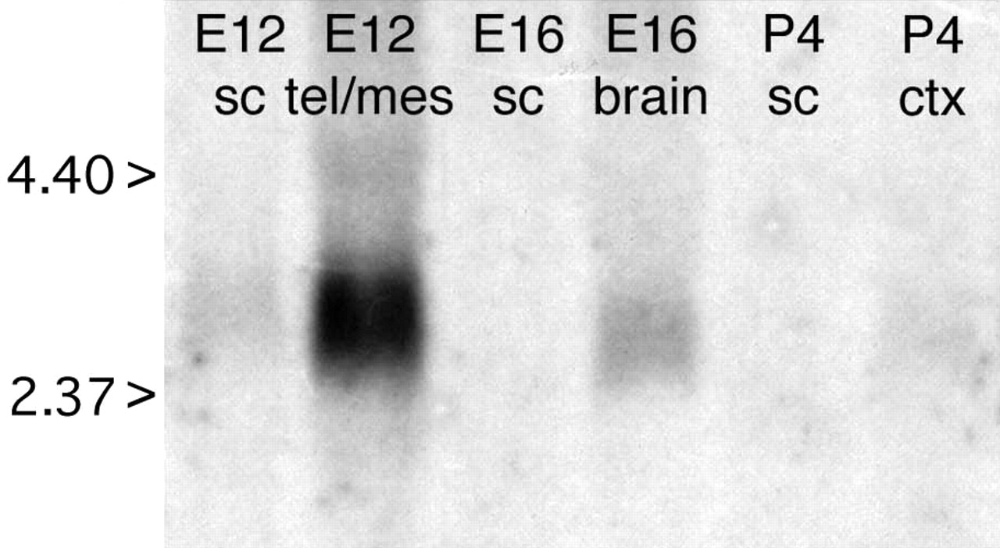 E12 E12 E16 E16 P4 P4
sc tel/mes sc brain sc ctx
4.40 >
2.37 >